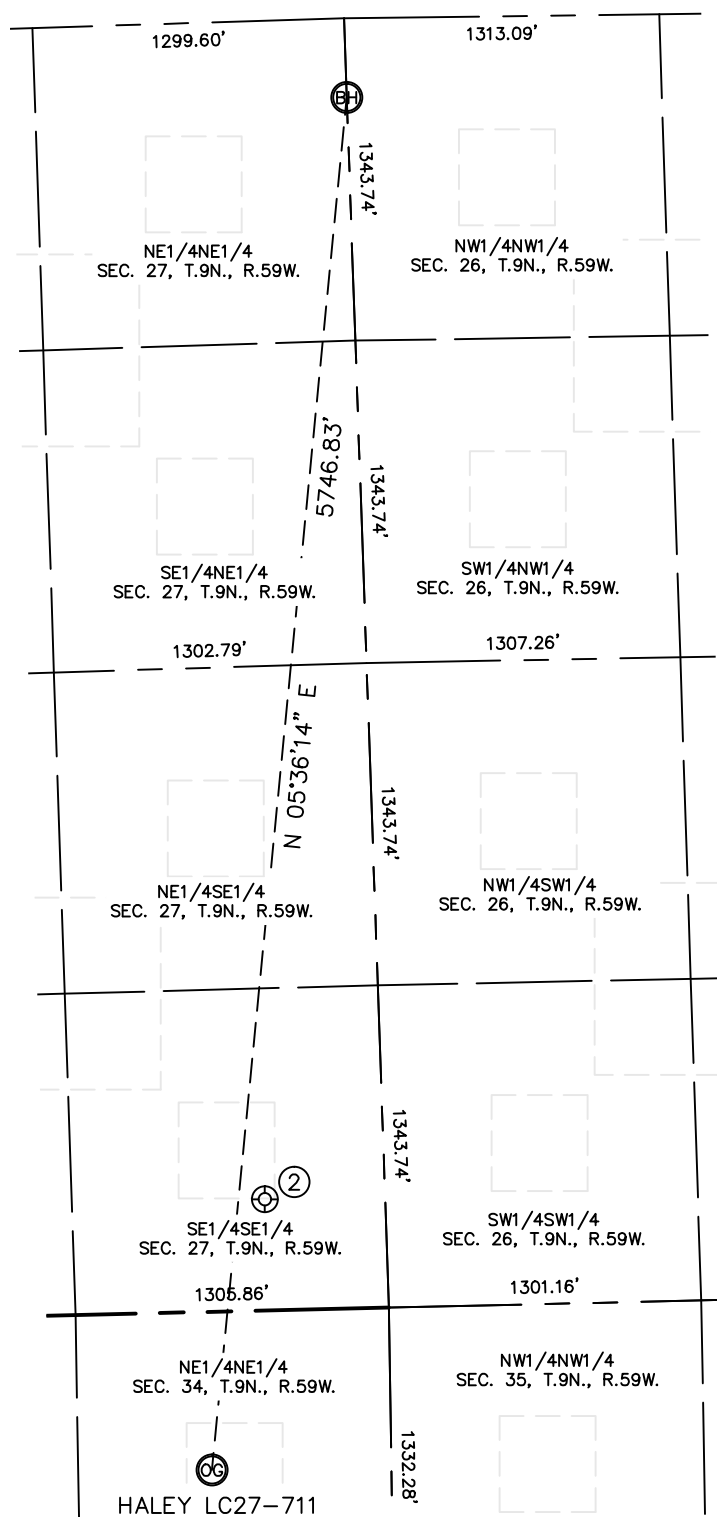 1299.60'
1313.09'
BH
1343.74'
NE1/4NE1/4
SEC. 27, T.9N., R.59W.
NW1/4NW1/4
SEC. 26, T.9N., R.59W.
5746.83'
1343.74'
SE1/4NE1/4
SEC. 27, T.9N., R.59W.
SW1/4NW1/4
SEC. 26, T.9N., R.59W.
1302.79'
1307.26'
N 05°36'14" E
1343.74'
NE1/4SE1/4
SEC. 27, T.9N., R.59W.
NW1/4SW1/4
SEC. 26, T.9N., R.59W.
1343.74'
2
SE1/4SE1/4
SEC. 27, T.9N., R.59W.
SW1/4SW1/4
SEC. 26, T.9N., R.59W.
1305.86'
1301.16'
NE1/4NE1/4
SEC. 34, T.9N., R.59W.
NW1/4NW1/4
SEC. 35, T.9N., R.59W.
1332.28'
OG
HALEY LC27-711